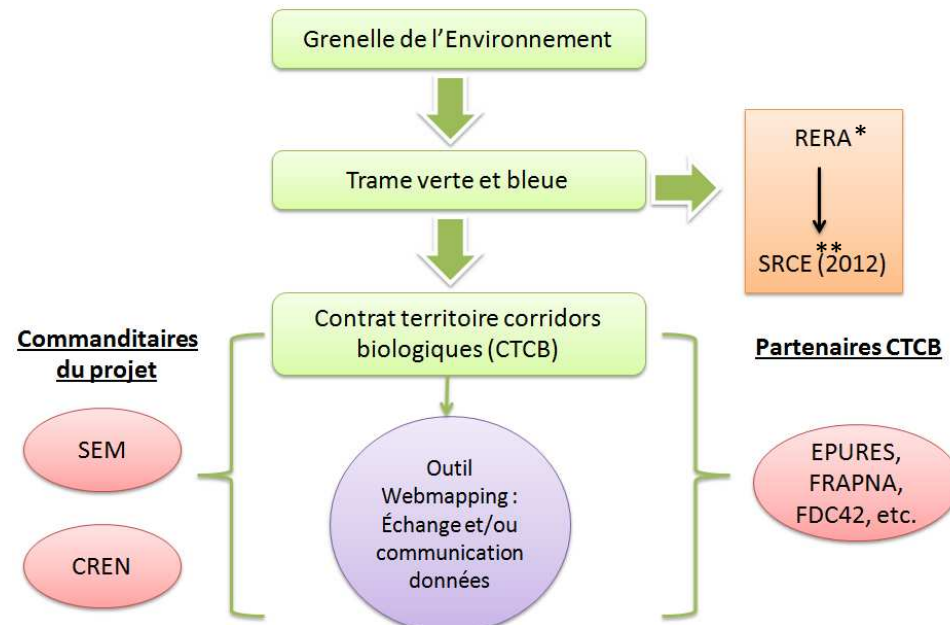 Grenelle de l'Environnement
Trame verte et bleue
RERA*
**
SRCE (2012)
Contrat territoire corridors
biologiques (CTCB)
Commanditaires
du projet
SEM
CREN
Outil
Webmapping :
Échange et/ou
communication
données
Partenaires CTCB
EPURES,
FRAPNA,
FDC42, etc.